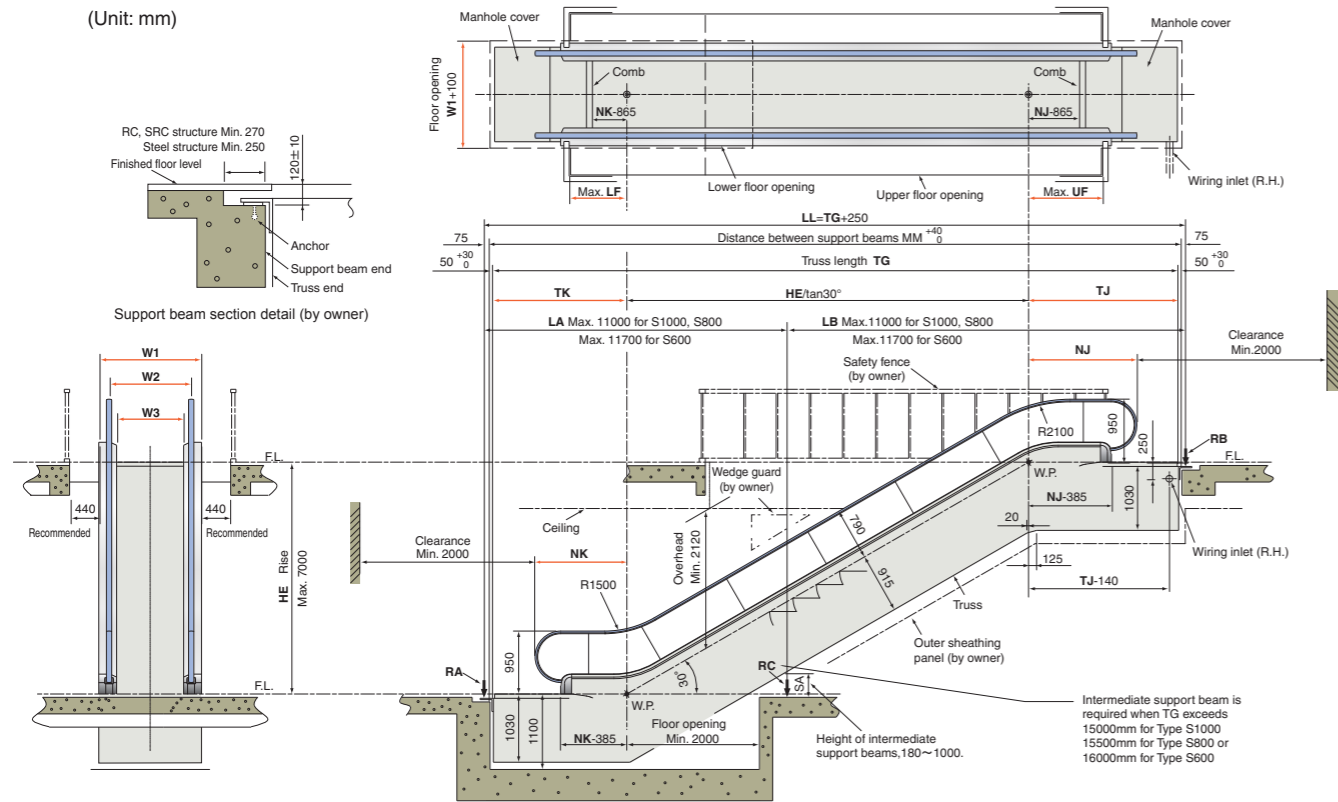 (Unit: mm)
Manhole cover
Manhole cover
Floor opening
W1+100
Comb
Comb
NK-865
NJ-865
Lower floor opening
Upper floor opening
Wiring inlet (R.H.)
Max. LF
Max. UF
RC, SRC structure Min. 270
Steel structure Min. 250
Finished floor level
120±10
Anchor
Support beam end
Truss end
Support beam section detail (by owner)
LL=TG+250
75
Distance between support beams MM +40 0
75
50 +30 0
Truss length TG
50 +30 0
TK
HE/tan30°
TJ
LA Max. 11000 for S1000, S800
Max. 11700 for S600
LB Max.11000 for S1000, S800
Max.11700 for S600
NJ
Clearance
Min.2000
Safety fence
(by owner)
R2100
950
250
RB
F.L.
W.P.
Wedge guard
(by owner)
NJ-385
1030
20
125
Wiring inlet (R.H.)
TJ-140
Ceiling
Overhead
Min. 2120
790
915
Truss
Outer sheathing
panel (by owner)
Clearance
Min. 2000
NK
R1500
950
RA
30°
RC
SA
W.P.
F.L.
1030
1100
NK-385
Floor opening
Min. 2000
Height of intermediate
support beams,180～1000.
Intermediate support beam is
required when TG exceeds
15000mm for Type S1000
15500mm for Type S800 or
16000mm for Type S600
W1
W2
W3
F.L.
440
Recommended
440
Recommended
HE Rise
Max. 7000